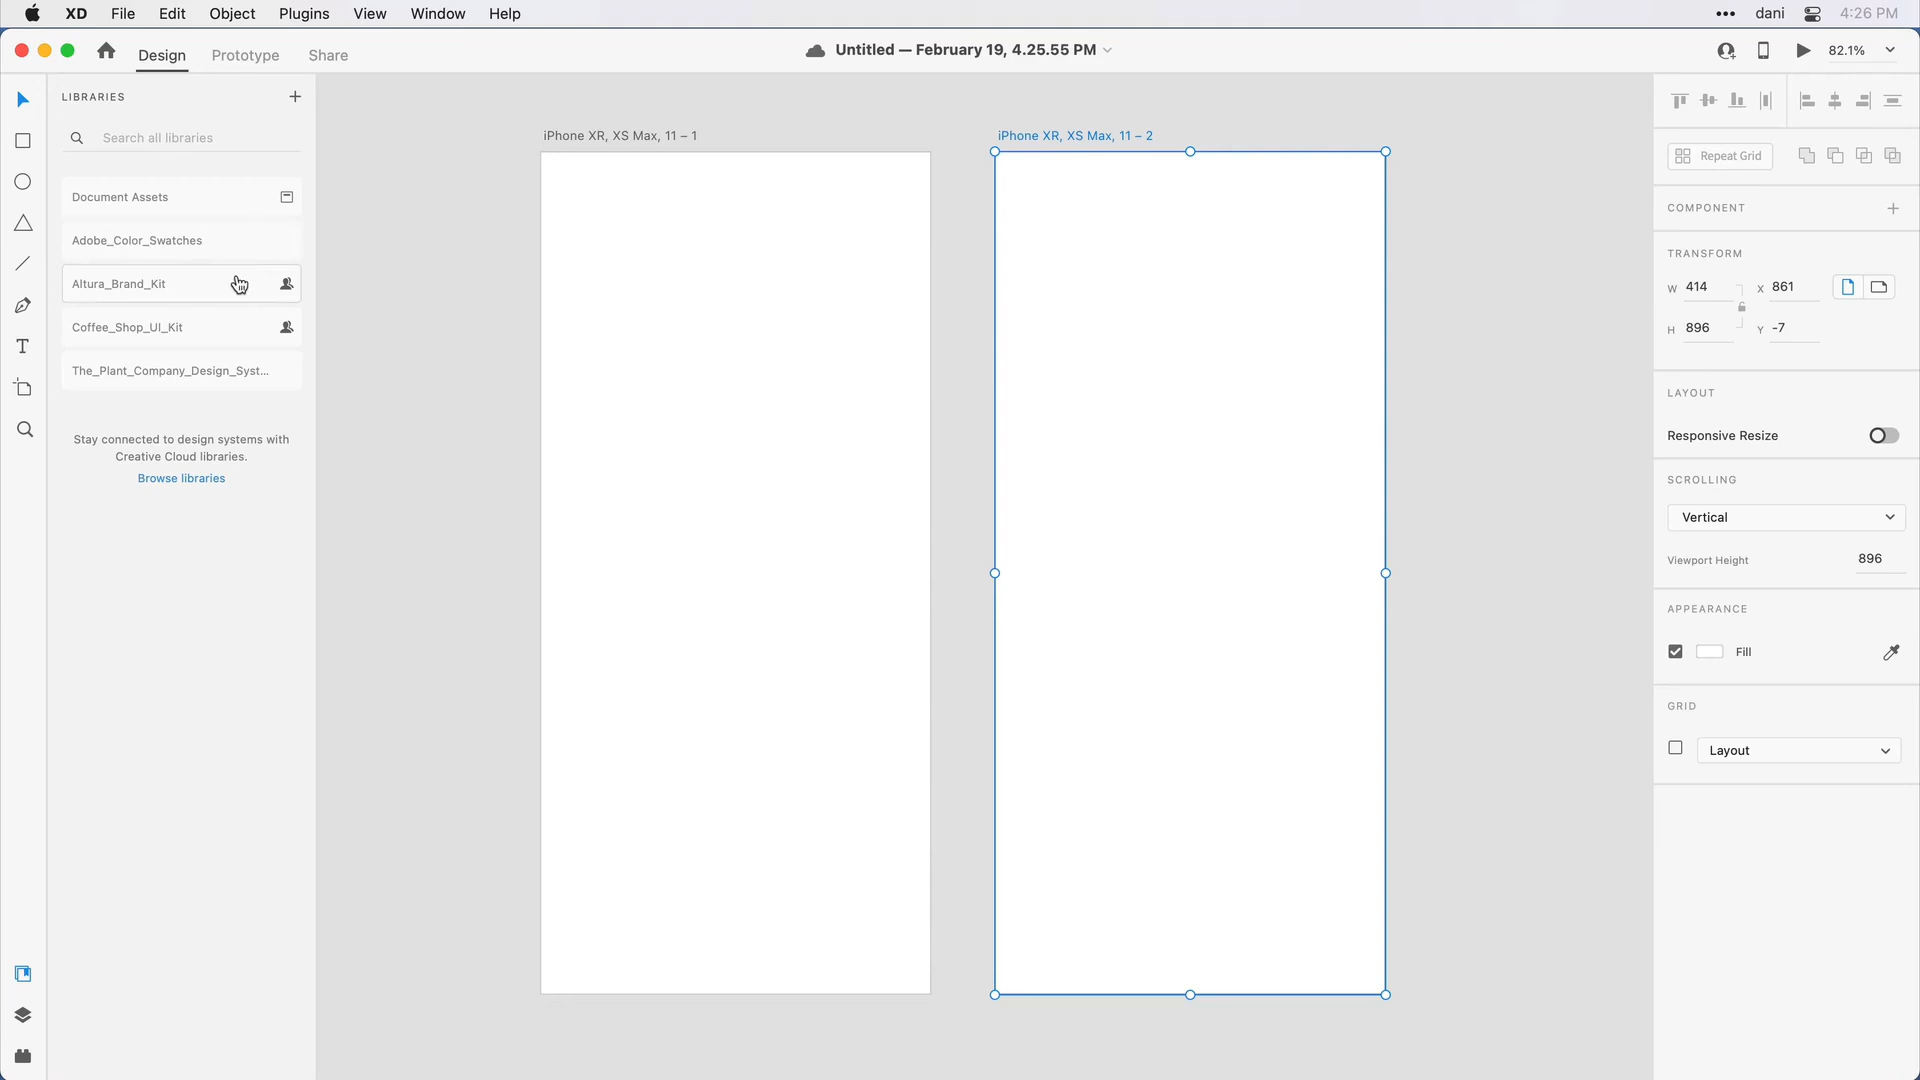 XD File Edit Object Plugins View Window Help
dani 4:26 PM
Design Prototype Share
Untitled — February 19, 4.25.55 PM
82.1%
LIBRARIES
Search all libraries
Document Assets
Adobe_Color_Swatches
Altura_Brand_Kit
Coffee_Shop_UI_Kit
The_Plant_Company_Design_Syst...
Stay connected to design systems with
Creative Cloud libraries.
Browse libraries
T
iPhone XR, XS Max, 11 – 1
iPhone XR, XS Max, 11 – 2
Repeat Grid
COMPONENT
TRANSFORM
W 414 X 861
H 896 Y -7
LAYOUT
Responsive Resize
SCROLLING
Vertical
Viewport Height 896
APPEARANCE
Fill
GRID
Layout